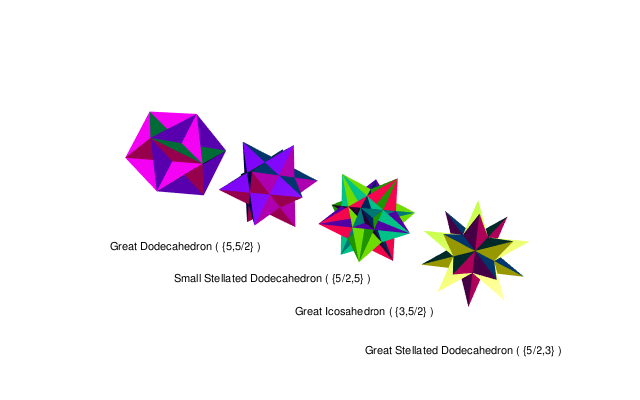 Great Dodecahedron ( {5,5/2} )
Small Stellated Dodecahedron ( {5/2,5} )
Great Icosahedron ( {3,5/2} )
Great Stellated Dodecahedron ( {5/2,3} )